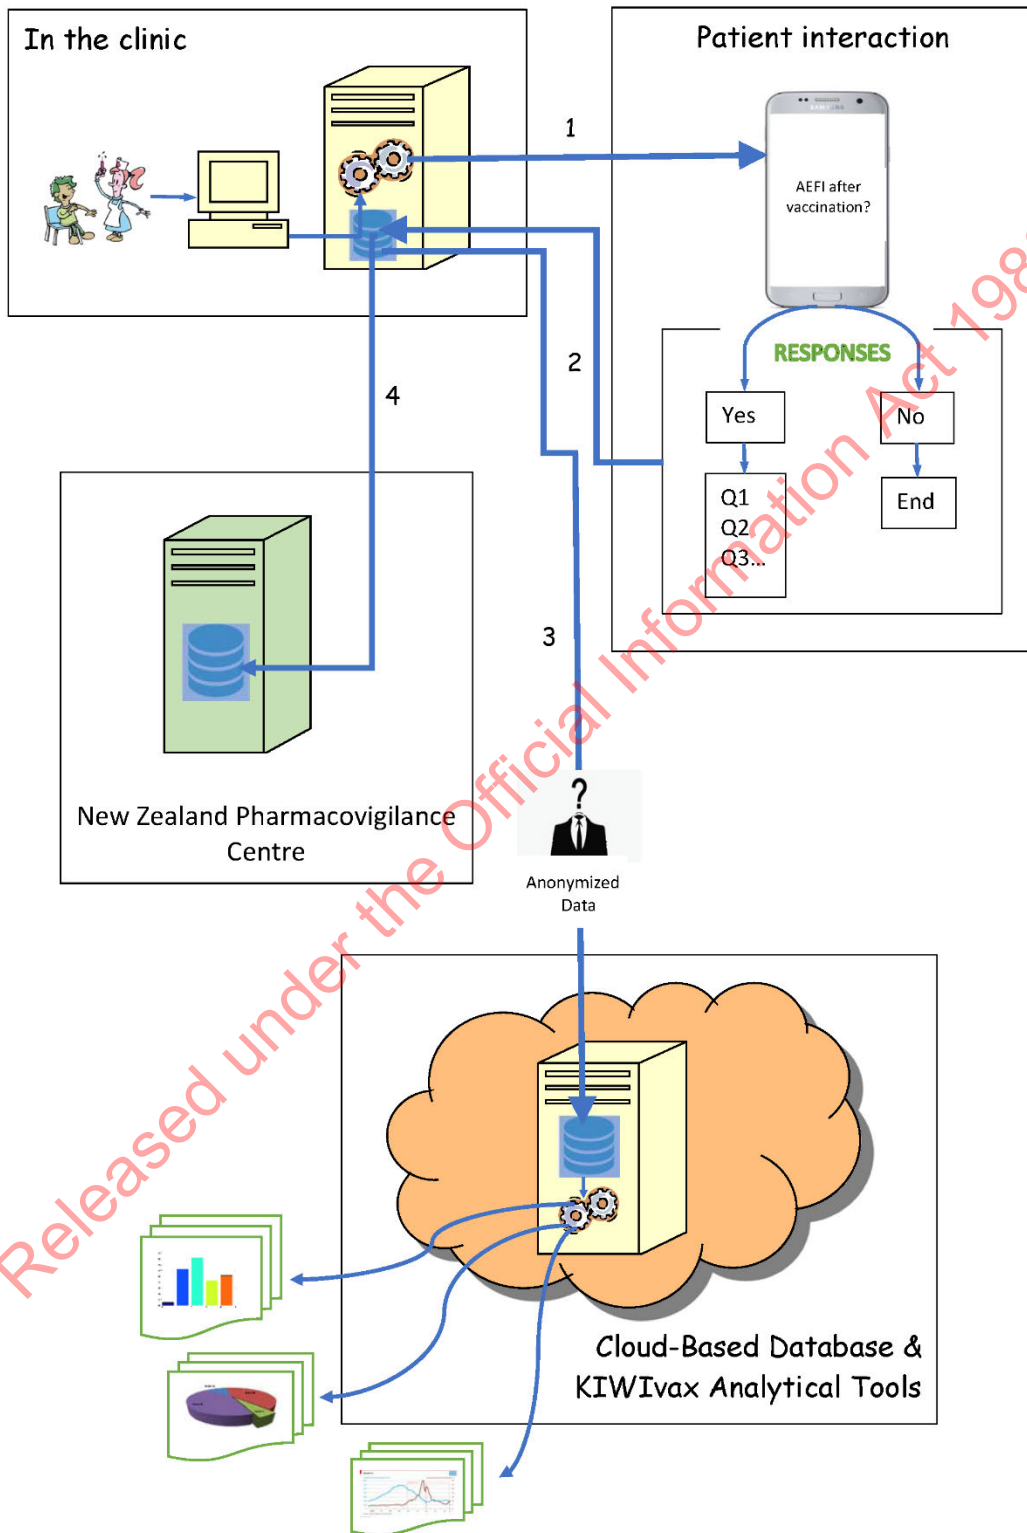 In the clinic
Patient interaction
1
SAMSUNG
AEFI after
vaccination?
RESPONSES
Yes
No
Q1
Q2
Q3...
End
2
4
3
New Zealand Pharmacovigilance
Centre
?
Anonymized
Data
Cloud-Based Database &
KIWIvax Analytical Tools
Released under the Official Information Act 198